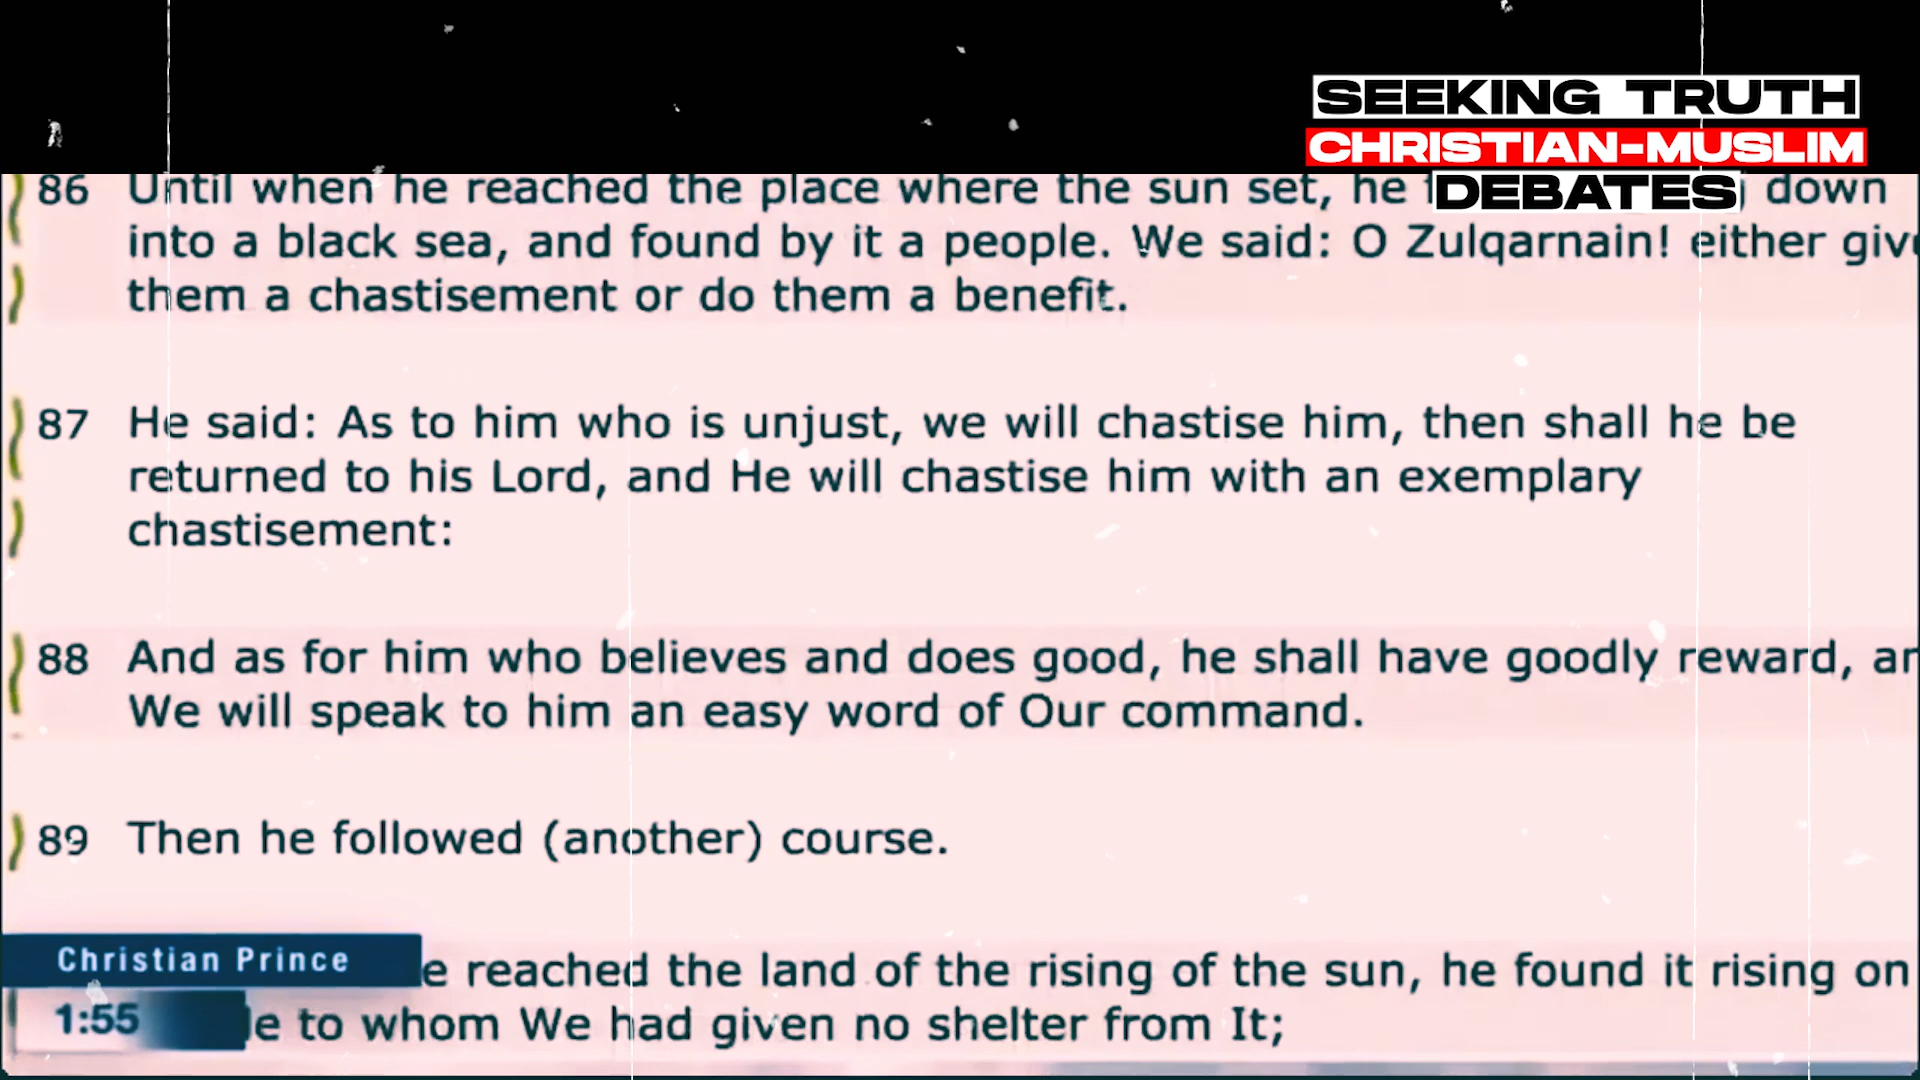 SEEKING TRUTH
CHRISTIAN-MUSLIM
DEBATES
86 Until when he reached the place where the sun set, he down
into a black sea, and found by it a people. We said: O Zulqarnain! either
them a chastisement or do them a benefit.
87 He said: As to him who is unjust, we will chastise him, then shall he be
returned to his Lord, and He will chastise him with an exemplary
chastisement:
88 And as for him who believes and does good, he shall have goodly reward,
We will speak to him an easy word of Our command.
89 Then he followed (another) course.
Christian Prince
reached the land of the rising of the sun, he found it rising on
1:55
to whom We had given no shelter from It;